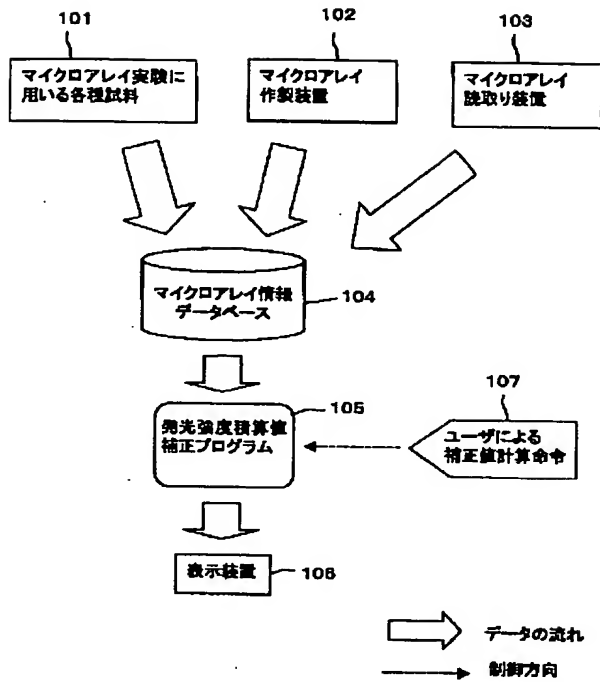 101
102
103
マイクロアレイ実験に
用いる各種試料
マイクロアレイ
作製装置
マイクロアレイ
読取り装置
マイクロアレイ情報
データベース
104
105
発光強度積算値
補正プログラム
107
ユーザによる
補正値計算命令
表示装置
106
データの流れ
制御方向